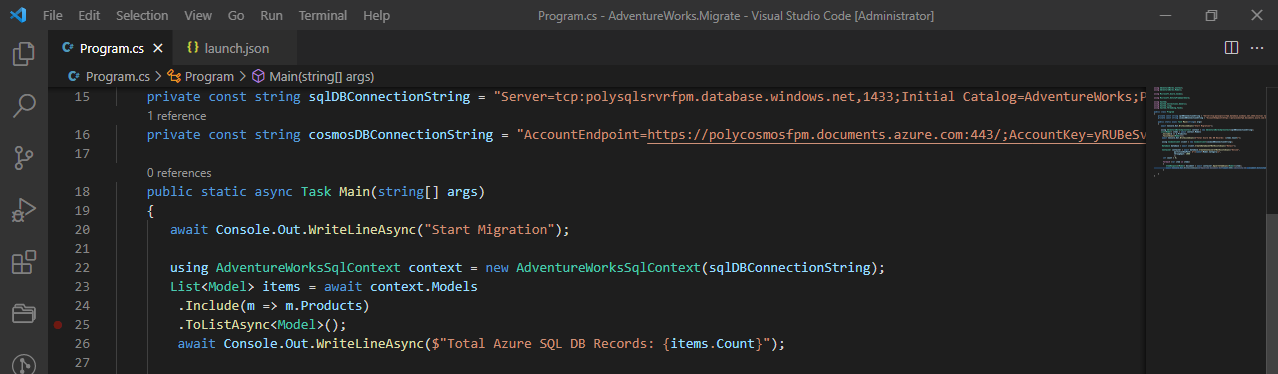 File Edit Selection View Go Run Terminal Help Program.cs - AdventureWorks.Migrate - Visual Studio Code [Administrator]
Program.cs launch.json
Program.cs > Program > Main(string[] args)
15 private const string sqlDBConnectionString = "Server=tcp:polysqlsrvrfpm.database.windows.net,1433;Initial Catalog=AdventureWorks;P
1 reference
16 private const string cosmosDBConnectionString = "AccountEndpoint=https://polycosmosfpm.documents.azure.com:443/;AccountKey=yRUBeSv
17
0 references
18 public static async Task Main(string[] args)
19 {
20 await Console.Out.WriteLineAsync("Start Migration");
21
22 using AdventureWorksSqlContext context = new AdventureWorksSqlContext(sqlDBConnectionString);
23 List<Model> items = await context.Models
24 .Include(m => m.Products)
25 .ToListAsync<Model>();
26 await Console.Out.WriteLineAsync($"Total Azure SQL DB Records: {items.Count}");
27